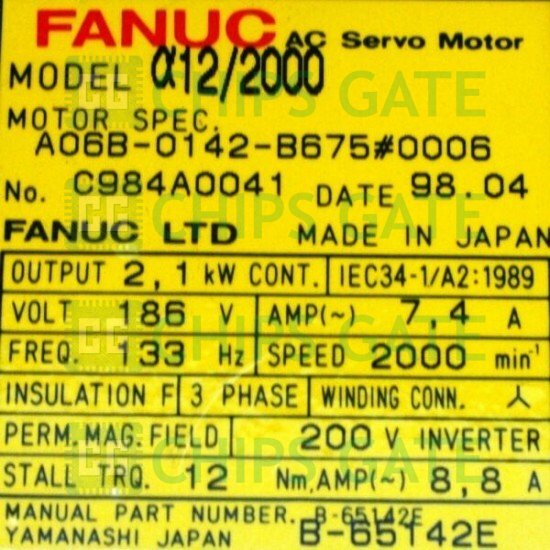 FANUC AC Servo Motor
MODEL α12/2000
MOTOR SPEC.
A06B-0142-B675#0006
No. C984A0041 DATE 98.04
FANUC LTD MADE IN JAPAN
OUTPUT 2,1 kW CONT. IEC34-1/A2:1989
VOLT 186 V AMP(~) 7,4 A
FREQ. 133 Hz SPEED 2000 min⁻¹
INSULATION F 3 PHASE WINDING CONN. 人
PERM.MAG.FIELD 200 V INVERTER
STALL TRQ. 12 Nm,AMP(~) 8,8 A
MANUAL PART NUMBER. B-65142E
YAMANASHI JAPAN B-65142E
CHIPS GATE
CHIPS GATE
CHIPS GATE
CHIPS GATE